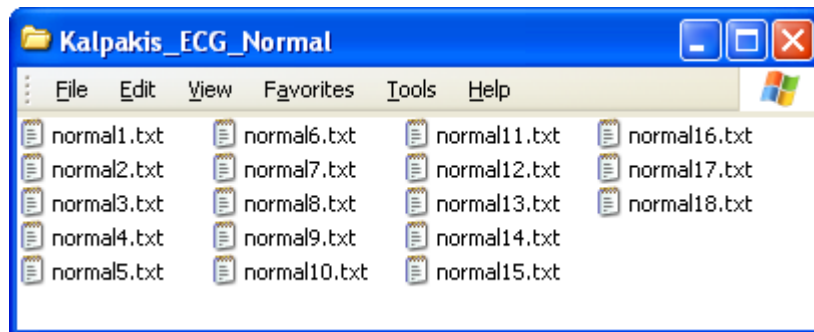 Kalpakis_ECG_Normal
File Edit View Favorites Tools Help
normal1.txt normal6.txt normal11.txt normal16.txt
normal2.txt normal7.txt normal12.txt normal17.txt
normal3.txt normal8.txt normal13.txt normal18.txt
normal4.txt normal9.txt normal14.txt
normal5.txt normal10.txt normal15.txt